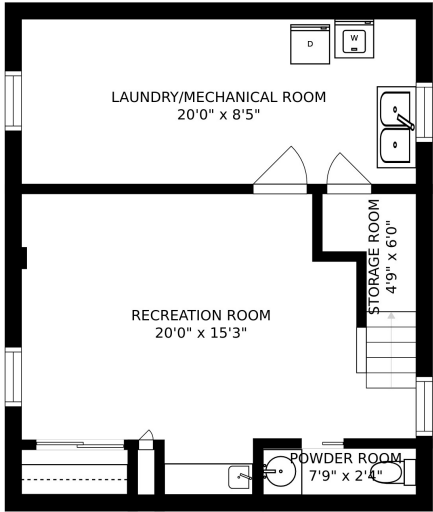 D
W
LAUNDRY/MECHANICAL ROOM
20'0" x 8'5"
STORAGE ROOM
4'9" x 6'0"
RECREATION ROOM
20'0" x 15'3"
POWDER ROOM
7'9" x 2'4"